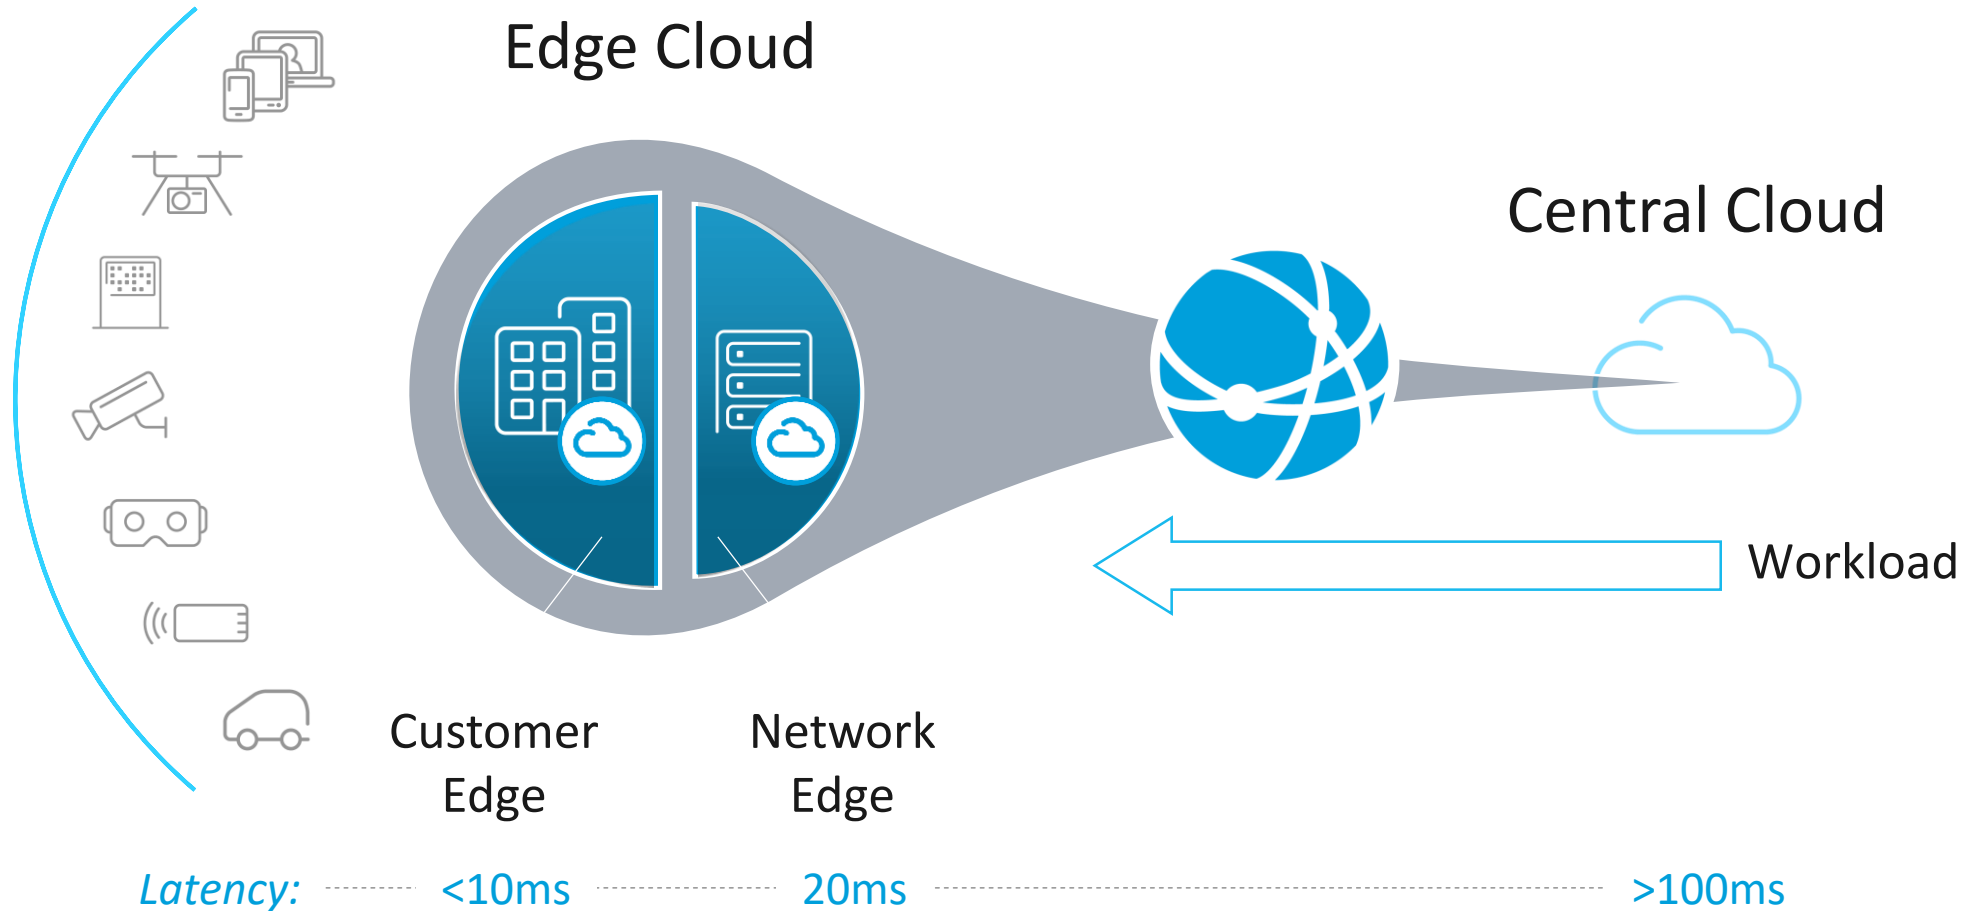 Edge Cloud
Central Cloud
Workload
Customer
Edge
Network
Edge
Latency: <10ms 20ms >100ms